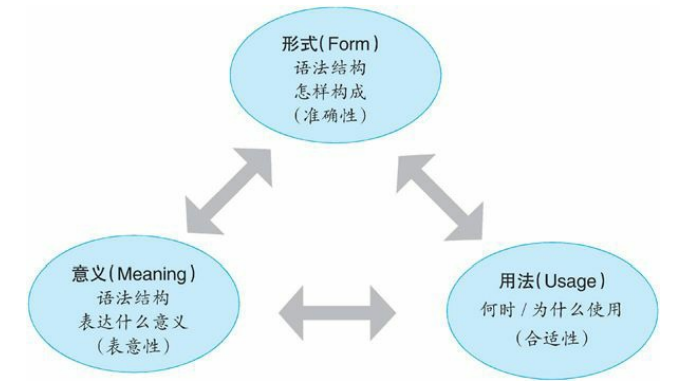 形式(Form)
语法结构
怎样构成
(准确性)
意义(Meaning)
语法结构
表达什么意义
(表意性)
用法(Usage)
何时/为什么使用
(合适性)